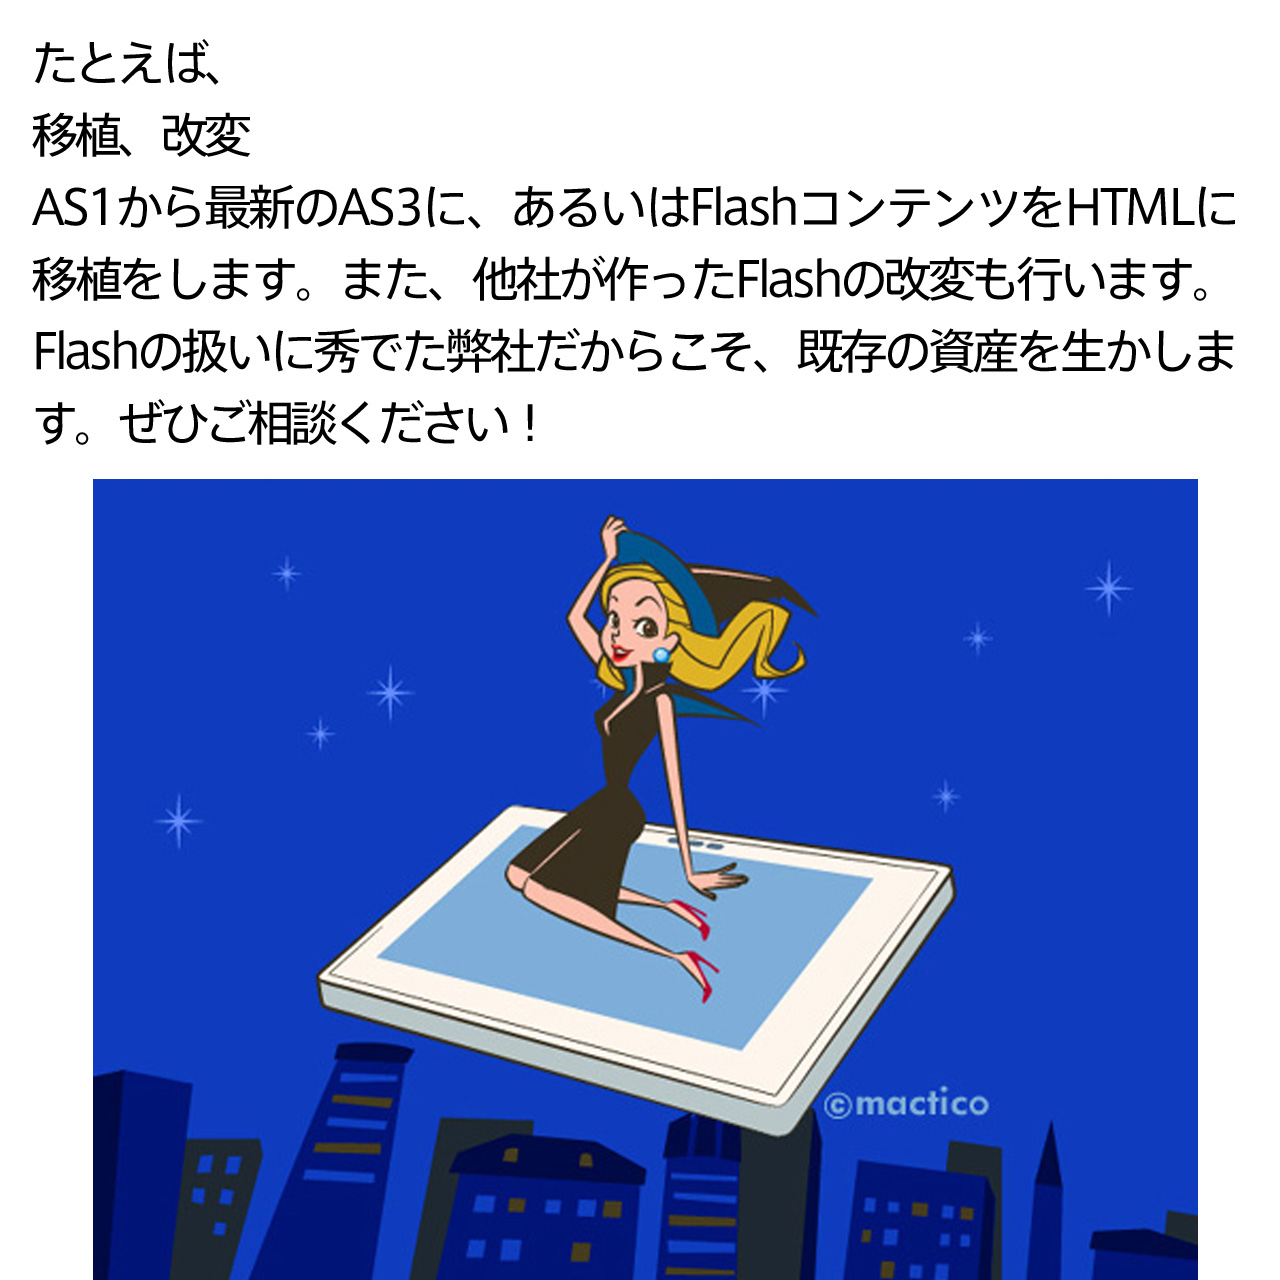 たとえば、
移植、改変
AS1から最新のAS3に、あるいはFlashコンテンツをHTMLに
移植をします。また、他社が作ったFlashの改変も行います。
Flashの扱いに秀でた弊社だからこそ、既存の資産を生かしま
す。ぜひご相談ください！
©mactico